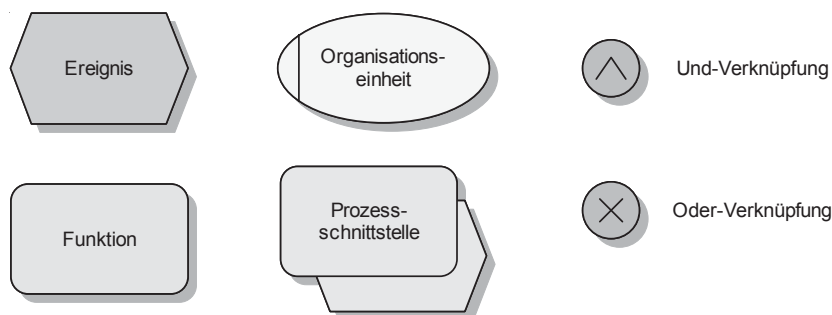 Ereignis
Organisations-
einheit
Und-Verknüpfung
Funktion
Prozess-
schnittstelle
Oder-Verknüpfung